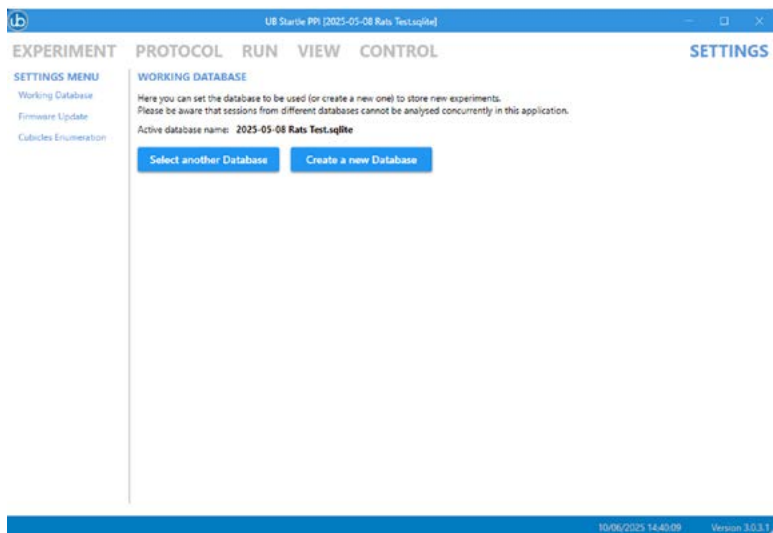 ub
UB Startle PPI [2025-05-08 Rats Test.sqlite]
EXPERIMENT PROTOCOL RUN VIEW CONTROL SETTINGS
SETTINGS MENU
Working Database
Firmware Update
Cubicles Enumeration
WORKING DATABASE
Here you can set the database to be used (or create a new one) to store new experiments.
Please be aware that sessions from different databases cannot be analysed concurrently in this application.
Active database name: 2025-05-08 Rats Test.sqlite
Select another Database Create a new Database
10/06/2025 14:40:09 Version 3.0.3.1